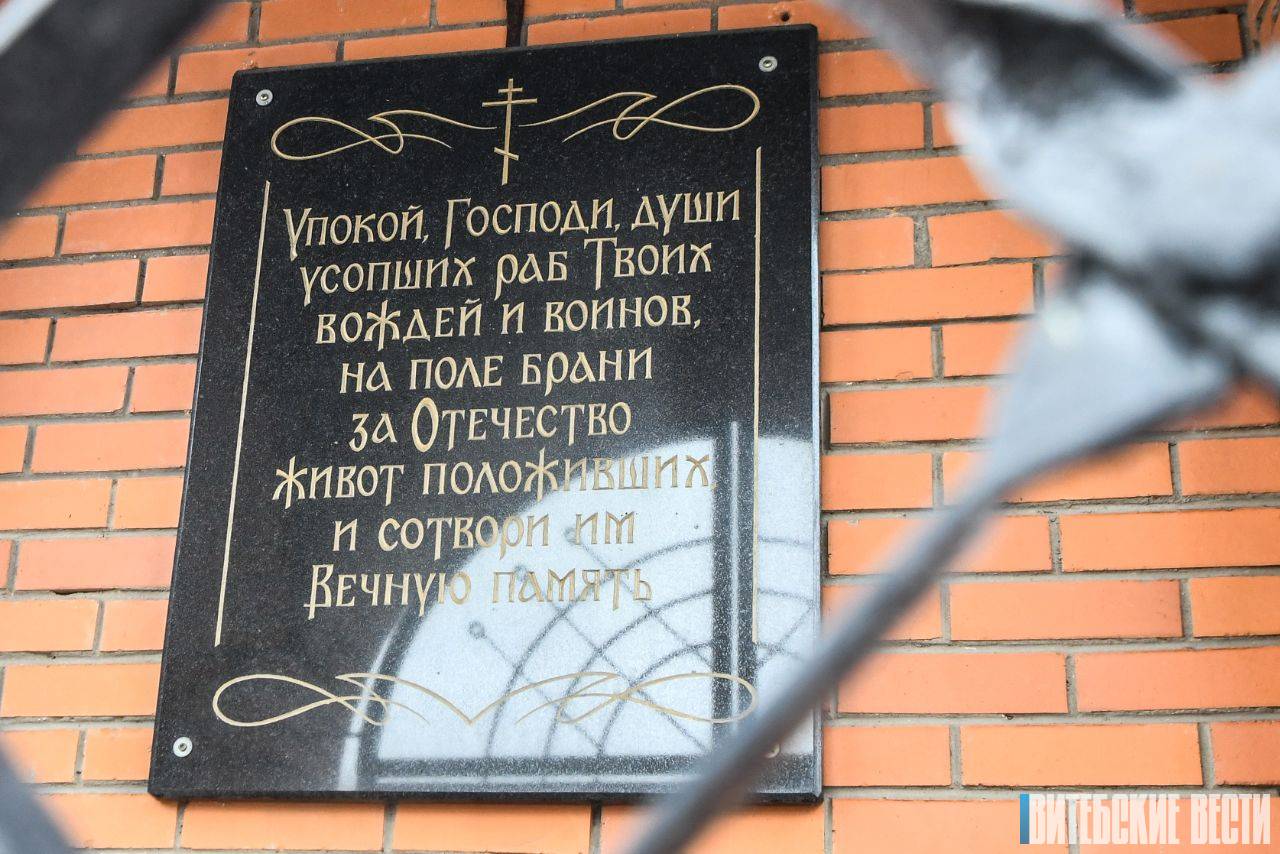 Упокой, Господи, души
усопших раб Твоих
вождей и воинов,
на поле брани
за Отечество
живот положивших,
и сотвори им
Вечную память
ВИТЕБСКИЕ ВЕСТИ